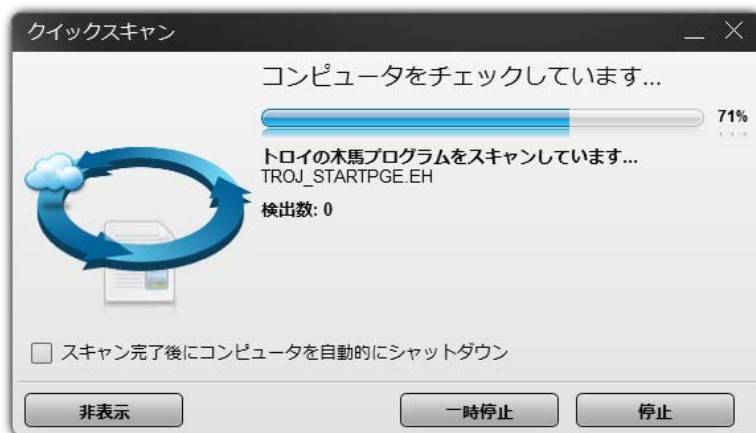 クイックスキャン
コンピュータをチェックしています...
71%
トロイの木馬プログラムをスキャンしています...
TROJ_STARTPGE.EH
検出数: 0
スキャン完了後にコンピュータを自動的にシャットダウン
非表示
一時停止
停止